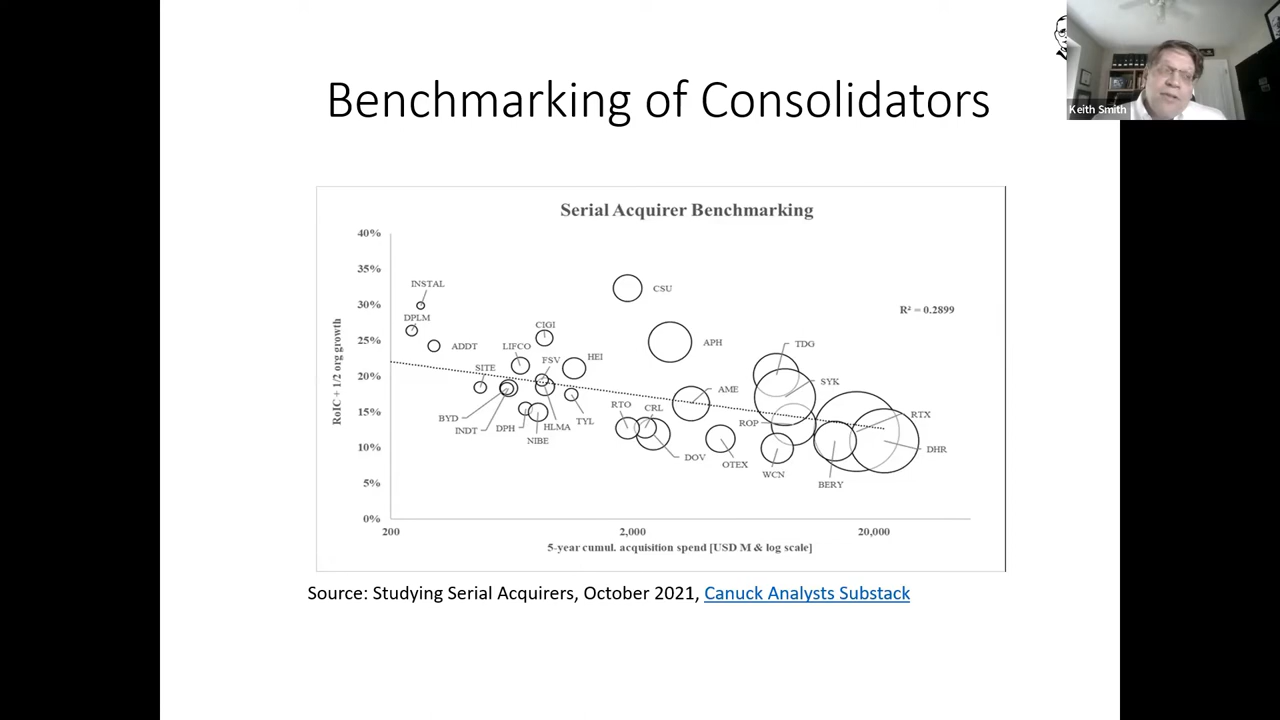 Benchmarking of Consolidators
Keith Smith
Serial Acquirer Benchmarking
RoIC + 1/2 org growth
40%
35%
30%
25%
20%
15%
10%
5%
0%
INSTAL
DPLM
ADDT
SITE
BYD
INDT
DPH
NIBE
LIFCO
CIGI
FSV
HEI
HLMA
TYL
CSU
APH
RTO
CRL
DOV
AME
OTEX
ROP
WCN
TDG
SYK
BERY
RTX
DHR
R² = 0.2899
200
2,000
20,000
5-year cumul. acquisition spend [USD M & log scale]
Source: Studying Serial Acquirers, October 2021, Canuck Analysts Substack